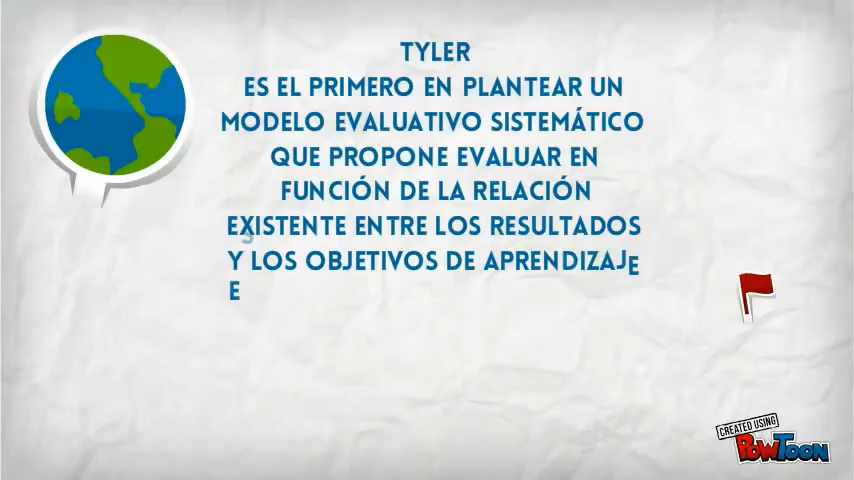 TYLER
ES EL PRIMERO EN PLANTEAR UN
MODELO EVALUATIVO SISTEMÁTICO
QUE PROPONE EVALUAR EN
FUNCIÓN DE LA RELACIÓN
EXISTENTE ENTRE LOS RESULTADOS
Y LOS OBJETIVOS DE APRENDIZAJE
E
CREATED USING
POWTOON